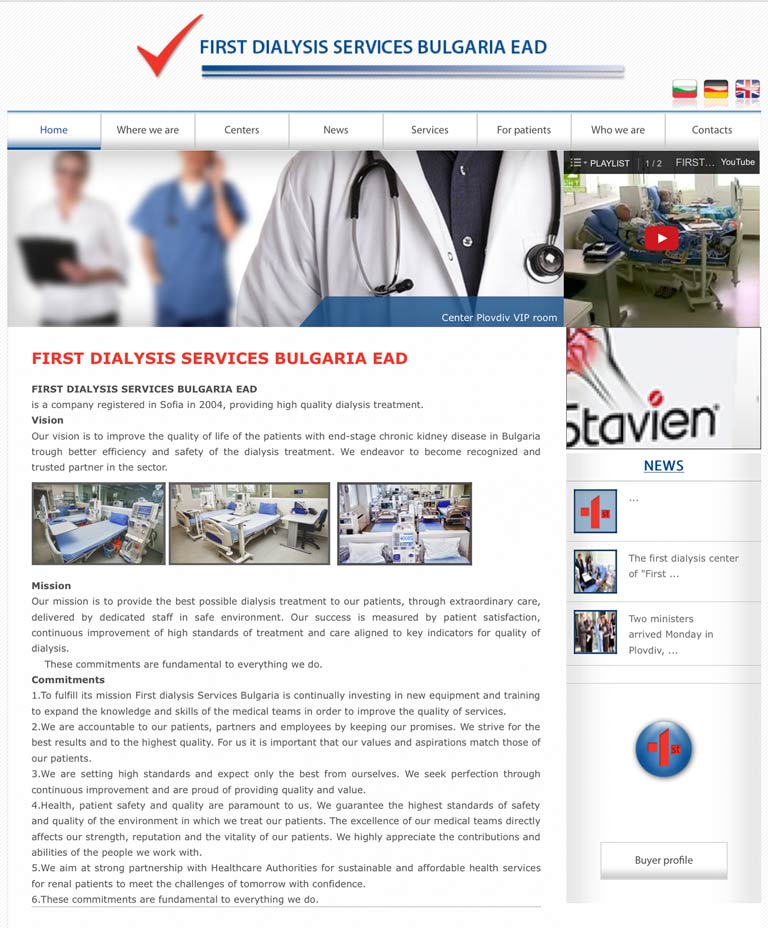 FIRST DIALYSIS SERVICES BULGARIA EAD
Home
Where we are
Centers
News
Services
For patients
Who we are
Contacts
PLAYLIST
1 / 2
FIRST...
YouTube
Center Plovdiv VIP room
FIRST DIALYSIS SERVICES BULGARIA EAD
FIRST DIALYSIS SERVICES BULGARIA EAD
is a company registered in Sofia in 2004, providing high quality dialysis treatment.
Vision
Our vision is to improve the quality of life of the patients with end-stage chronic kidney disease in Bulgaria
trough better efficiency and safety of the dialysis treatment. We endeavor to become recognized and
trusted partner in the sector.
Mission
Our mission is to provide the best possible dialysis treatment to our patients, through extraordinary care,
delivered by dedicated staff in safe environment. Our success is measured by patient satisfaction,
continuous improvement of high standards of treatment and care aligned to key indicators for quality of
dialysis.
These commitments are fundamental to everything we do.
Commitments
1.To fulfill its mission First dialysis Services Bulgaria is continually investing in new equipment and training
to expand the knowledge and skills of the medical teams in order to improve the quality of services.
2.We are accountable to our patients, partners and employees by keeping our promises. We strive for the
best results and to the highest quality. For us it is important that our values and aspirations match those of
our patients.
3.We are setting high standards and expect only the best from ourselves. We seek perfection through
continuous improvement and are proud of providing quality and value.
4.Health, patient safety and quality are paramount to us. We guarantee the highest standards of safety
and quality of the environment in which we treat our patients. The excellence of our medical teams directly
affects our strength, reputation and the vitality of our patients. We highly appreciate the contributions and
abilities of the people we work with.
5.We aim at strong partnership with Healthcare Authorities for sustainable and affordable health services
for renal patients to meet the challenges of tomorrow with confidence.
6.These commitments are fundamental to everything we do.
Stavien
NEWS
1st
...
The first dialysis center
of "First ...
Two ministers
arrived Monday in
Plovdiv, ...
1st
Buyer profile